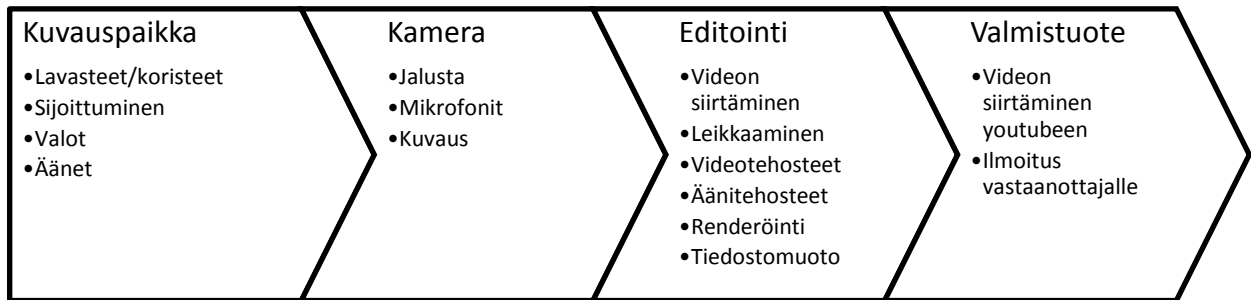 Kuvauspaikka
•Lavasteet/koristeet
•Sijoittuminen
•Valot
•Äänet
Kamera
•Jalusta
•Mikrofonit
•Kuvaus
Editointi
•Videon
siirtäminen
•Leikkaaminen
•Videotehosteet
•Äänitehosteet
•Renderöinti
•Tiedostomuoto
Valmistuote
•Videon
siirtäminen
youtubeen
•Ilmoitus
vastaanottajalle